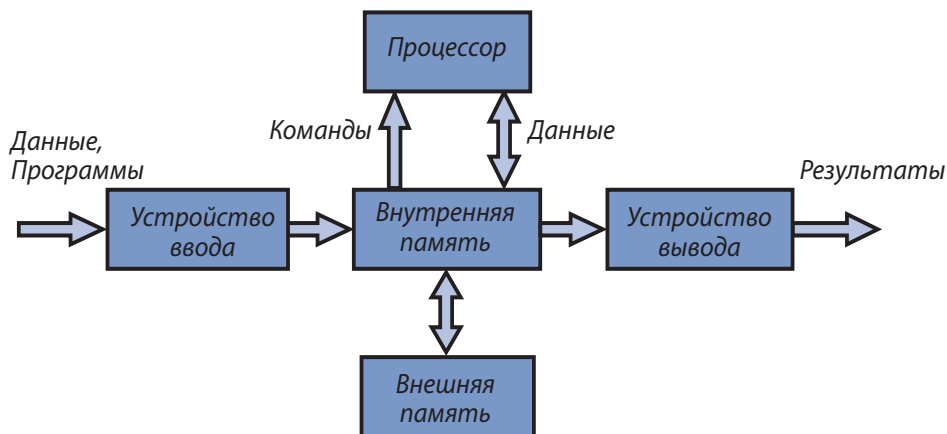 Процессор
Команды
Данные
Данные,
Программы
Результаты
Устройство
ввода
Внутренняя
память
Устройство
вывода
Внешняя
память